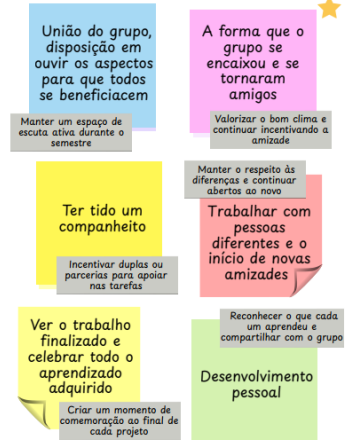 União do grupo,
disposição em
ouvir os aspectos
para que todos
se beneficiacem
Manter um espaço de
escuta ativa durante o
semestre
A forma que o
grupo se
encaixou e se
tornaram
amigos
Valorizar o bom clima e
continuar incentivando a
amizade
Ter tido um
companheito
Incentivar duplas ou
parcerias para apoiar
nas tarefas
Manter o respeito às
diferenças e continuar
abertos ao novo
Trabalhar com
pessoas
diferentes e o
início de novas
amizades
Ver o trabalho
finalizado e
celebrar todo o
aprendizado
adquirido
Criar um momento de
comemoração ao final de
cada projeto
Reconhecer o que cada
um aprendeu e
compartilhar com o grupo
Desenvolvimento
pessoal